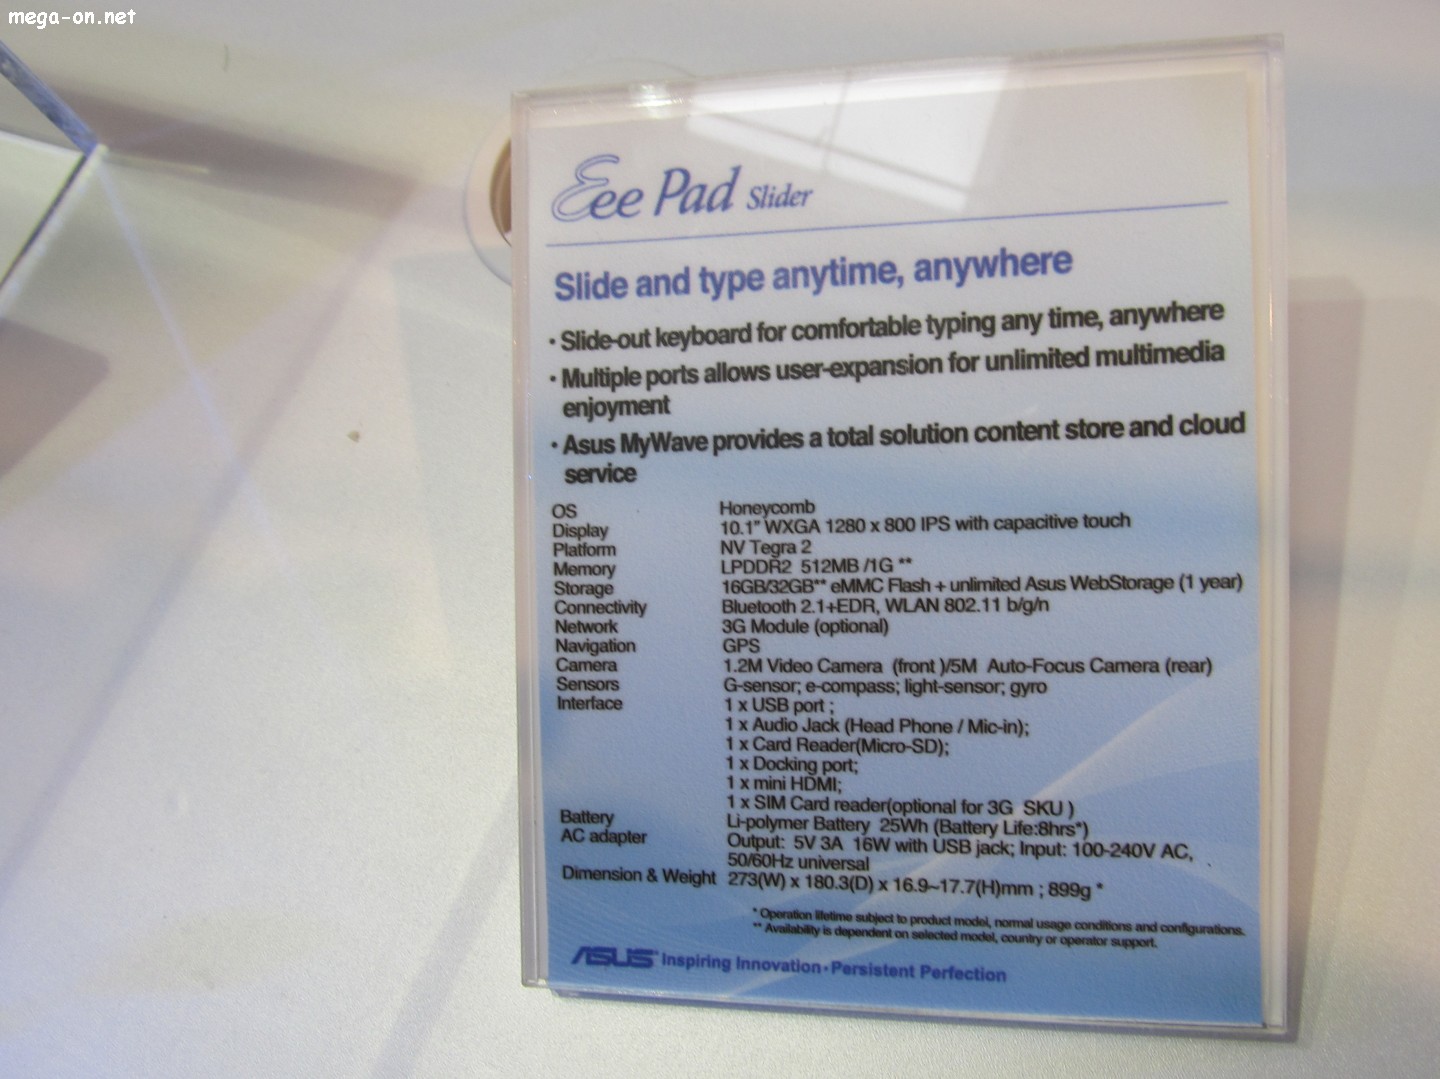 mega-on.net
Eee Pad Slider
Slide and type anytime, anywhere
• Slide-out keyboard for comfortable typing any time, anywhere
• Multiple ports allows user-expansion for unlimited multimedia
enjoyment
• Asus MyWave provides a total solution content store and cloud
service
OS Honeycomb
Display 10.1" WXGA 1280 x 800 IPS with capacitive touch
Platform NV Tegra 2
Memory LPDDR2 512MB /1G **
Storage 16GB/32GB** eMMC Flash + unlimited Asus WebStorage (1 year)
Connectivity Bluetooth 2.1+EDR, WLAN 802.11 b/g/n
Network 3G Module (optional)
Navigation GPS
Camera 1.2M Video Camera (front )/5M Auto-Focus Camera (rear)
Sensors G-sensor; e-compass; light-sensor; gyro
Interface 1 x USB port ;
1 x Audio Jack (Head Phone / Mic-in);
1 x Card Reader(Micro-SD);
1 x Docking port;
1 x mini HDMI;
1 x SIM Card reader(optional for 3G SKU )
Battery Li-polymer Battery 25Wh (Battery Life:8hrs*)
AC adapter Output: 5V 3A 16W with USB jack; Input: 100-240V AC,
50/60Hz universal
Dimension & Weight 273(W) x 180.3(D) x 16.9~17.7(H)mm ; 899g *
* Operation lifetime subject to product model, normal usage conditions and configurations.
** Availability is dependent on selected model, country or operator support.
ASUS Inspiring Innovation • Persistent Perfection